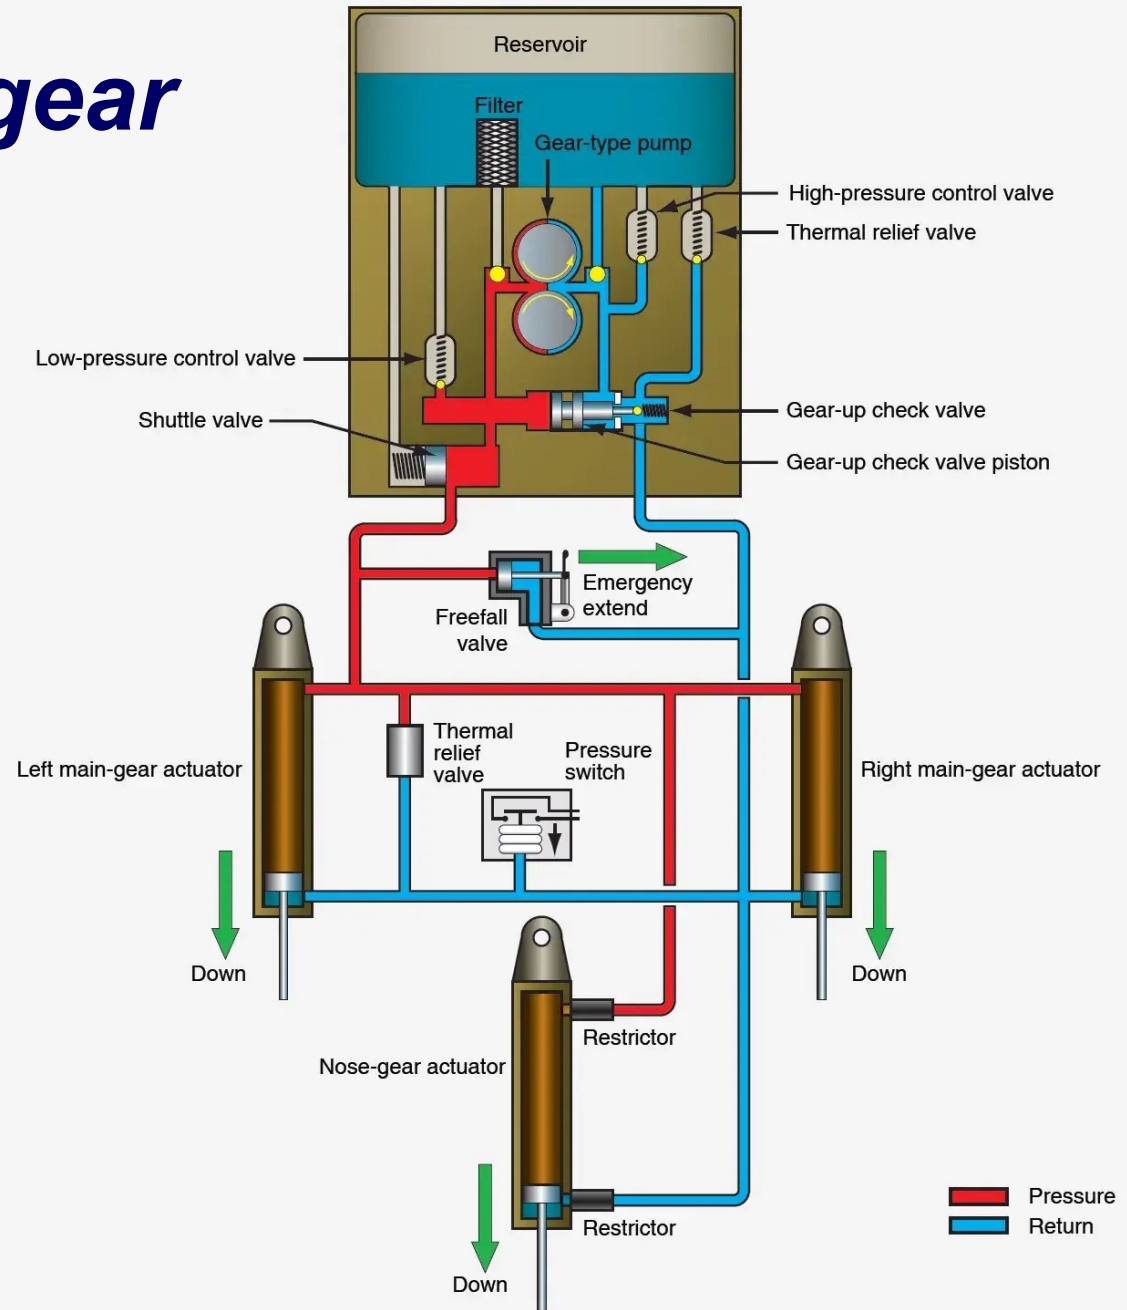 gear
Reservoir
Filter
Gear-type pump
High-pressure control valve
Thermal relief valve
Low-pressure control valve
Shuttle valve
Gear-up check valve
Gear-up check valve piston
Emergency
extend
Freefall
valve
Thermal
relief
valve
Pressure
switch
Left main-gear actuator
Right main-gear actuator
Down
Down
Restrictor
Nose-gear actuator
Restrictor
Down
Pressure
Return